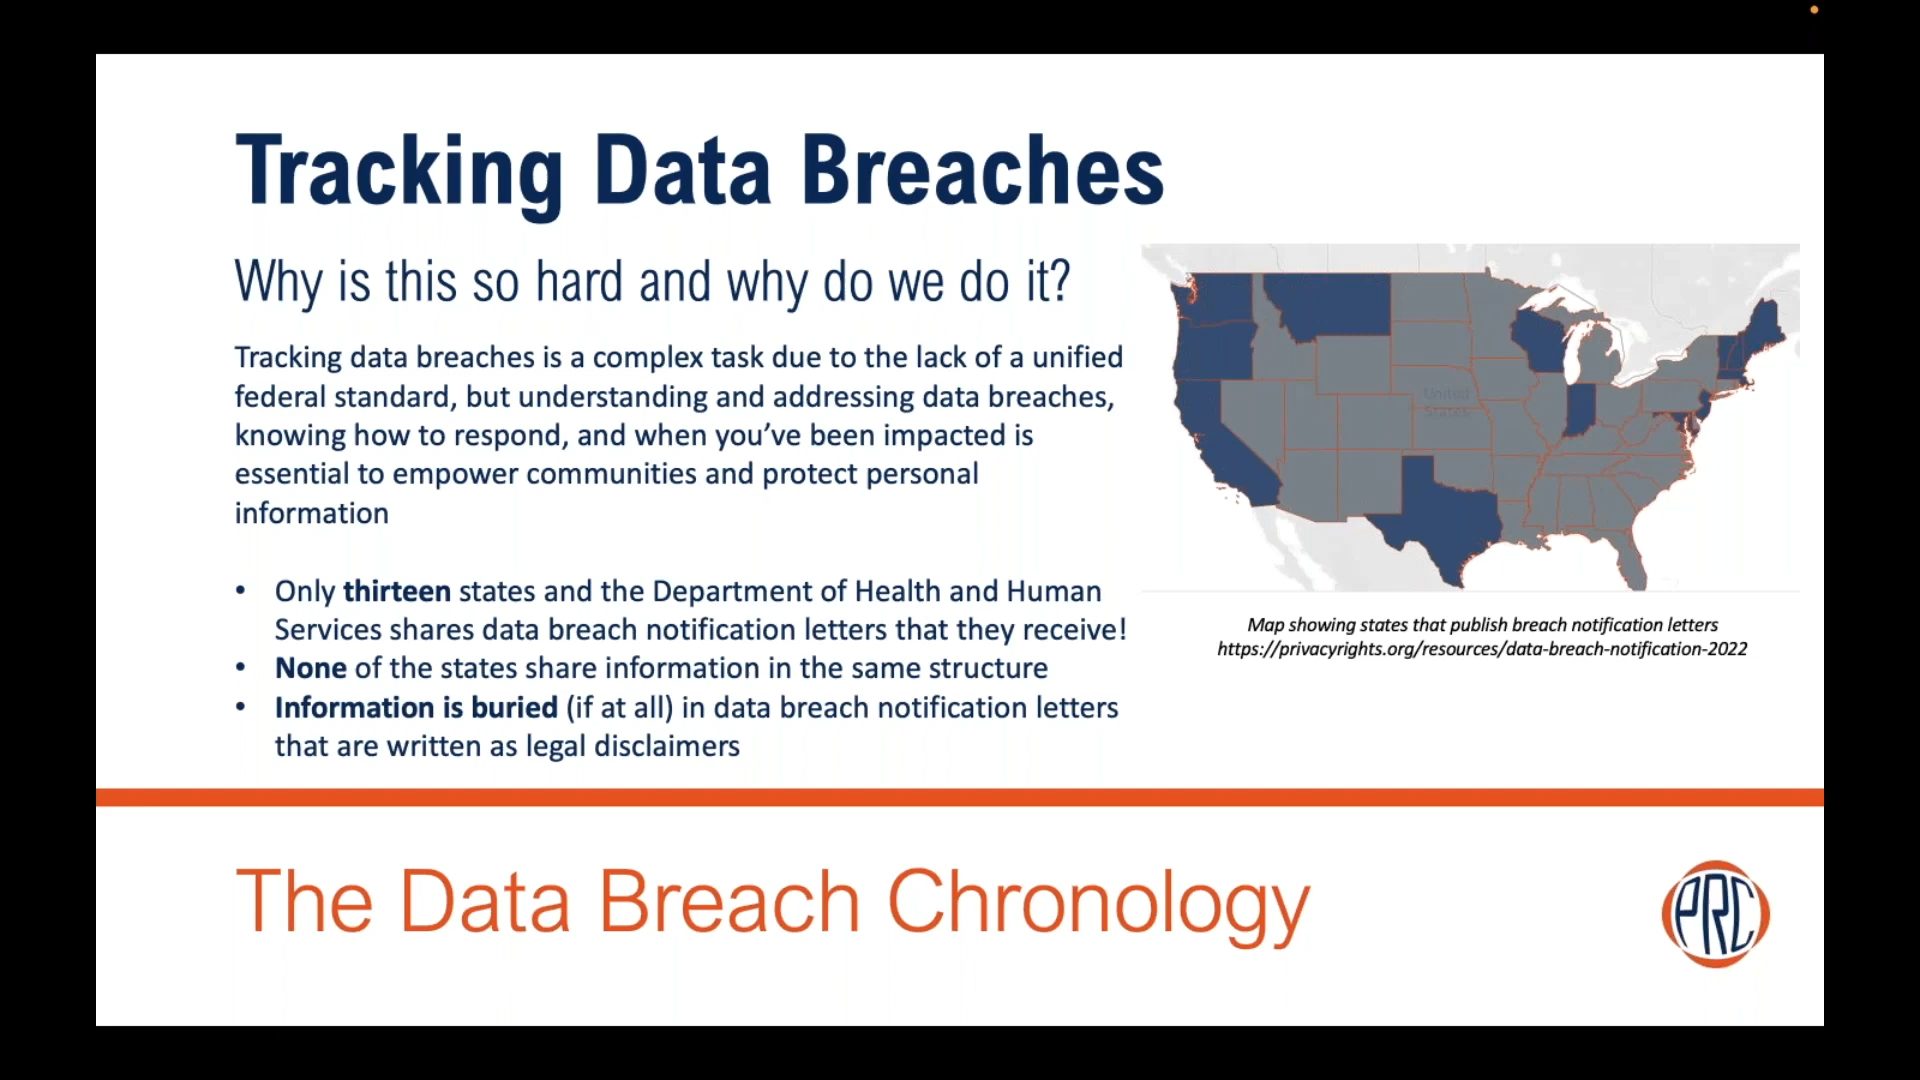 Tracking Data Breaches
Why is this so hard and why do we do it?
Tracking data breaches is a complex task due to the lack of a unified
federal standard, but understanding and addressing data breaches,
knowing how to respond, and when you’ve been impacted is
essential to empower communities and protect personal
information
• Only thirteen states and the Department of Health and Human
Services shares data breach notification letters that they receive!
• None of the states share information in the same structure
• Information is buried (if at all) in data breach notification letters
that are written as legal disclaimers
United
States
Map showing states that publish breach notification letters
https://privacyrights.org/resources/data-breach-notification-2022
The Data Breach Chronology
PRC